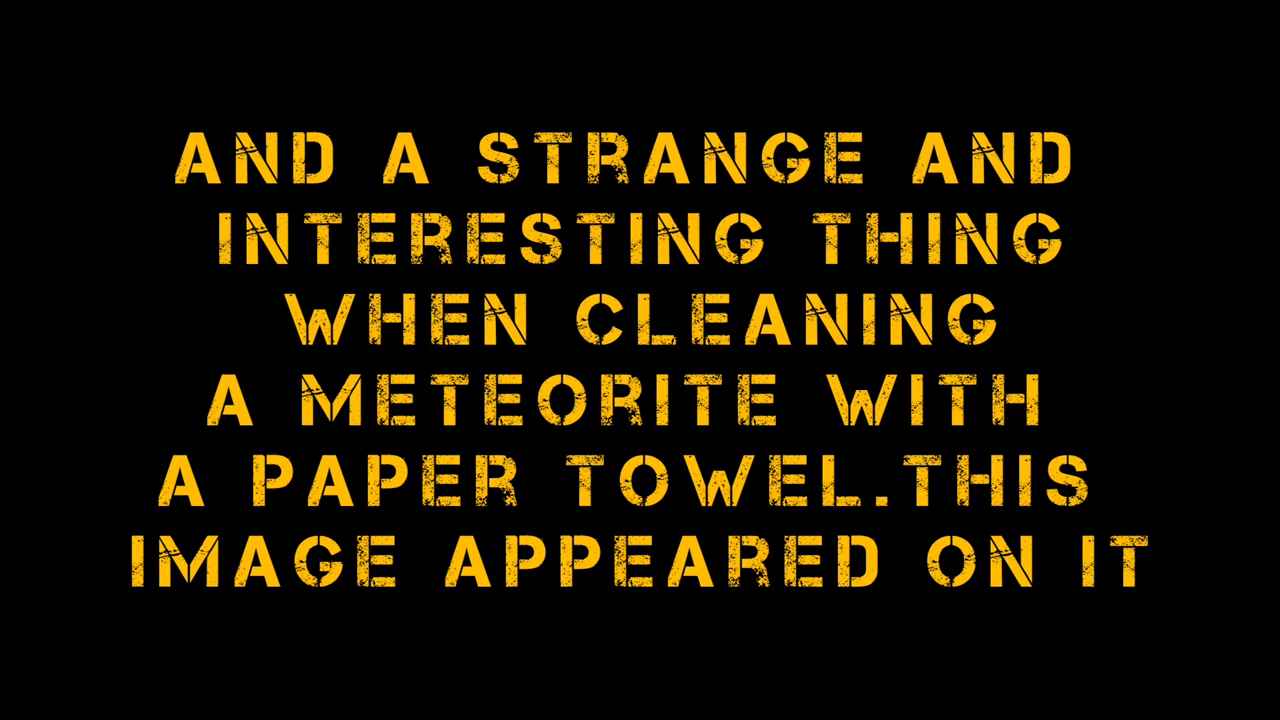 AND A STRANGE AND
INTERESTING THING
WHEN CLEANING
A METEORITE WITH
A PAPER TOWEL.THIS
IMAGE APPEARED ON IT